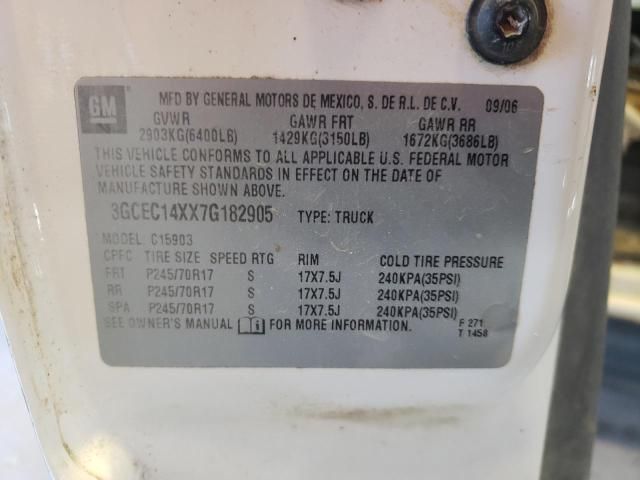 GM
MFD BY GENERAL MOTORS DE MEXICO, S. DE R.L. DE C.V. 09/06
GVWR GAWR FRT GAWR RR
2903KG(6400LB) 1429KG(3150LB) 1672KG(3686LB)
THIS VEHICLE CONFORMS TO ALL APPLICABLE U.S. FEDERAL MOTOR
VEHICLE SAFETY STANDARDS IN EFFECT ON THE DATE OF
MANUFACTURE SHOWN ABOVE.
3GCEC14XX7G182905 TYPE: TRUCK
MODEL: C15903
CPFC TIRE SIZE SPEED RTG RIM COLD TIRE PRESSURE
FRT P245/70R17 S 17X7.5J 240KPA(35PSI)
RR P245/70R17 S 17X7.5J 240KPA(35PSI)
SPA P245/70R17 S 17X7.5J 240KPA(35PSI)
SEE OWNER'S MANUAL FOR MORE INFORMATION. F 271
T 1458